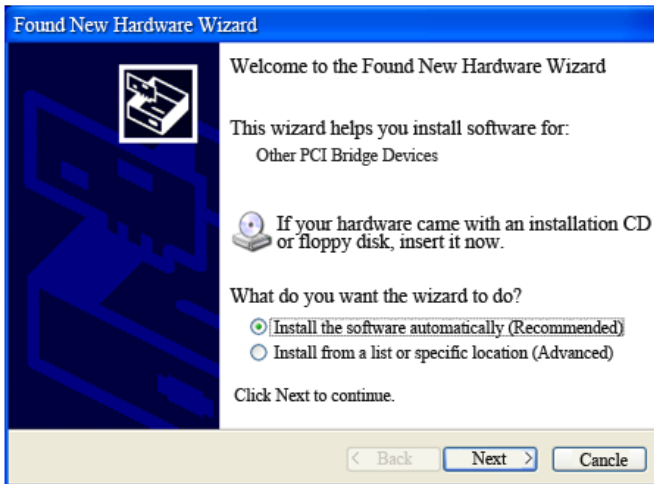 Found New Hardware Wizard
Welcome to the Found New Hardware Wizard
This wizard helps you install software for:
Other PCI Bridge Devices
If your hardware came with an installation CD
or floppy disk, insert it now.
What do you want the wizard to do?
Install the software automatically (Recommended)
Install from a list or specific location (Advanced)
Click Next to continue.
< Back
Next >
Cancle